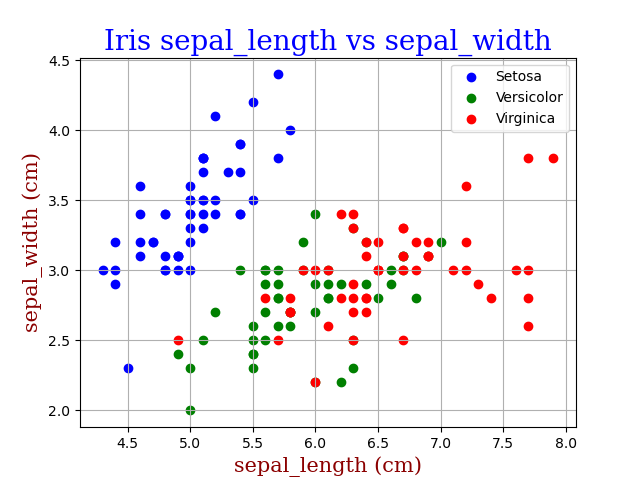 Iris sepal_length vs sepal_width
Setosa
Versicolor
Virginica
sepal_width (cm)
4.5
4.0
3.5
3.0
2.5
2.0
4.5 5.0 5.5 6.0 6.5 7.0 7.5 8.0
sepal_length (cm)